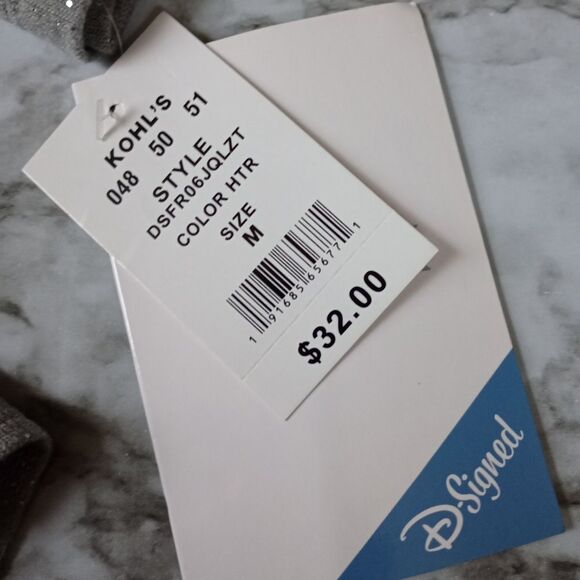 KOHL'S
048 50 51
STYLE
DSFR06JQLZT
COLOR HTR
SIZE
M
1 91685 65677 1
$32.00
D-Signed